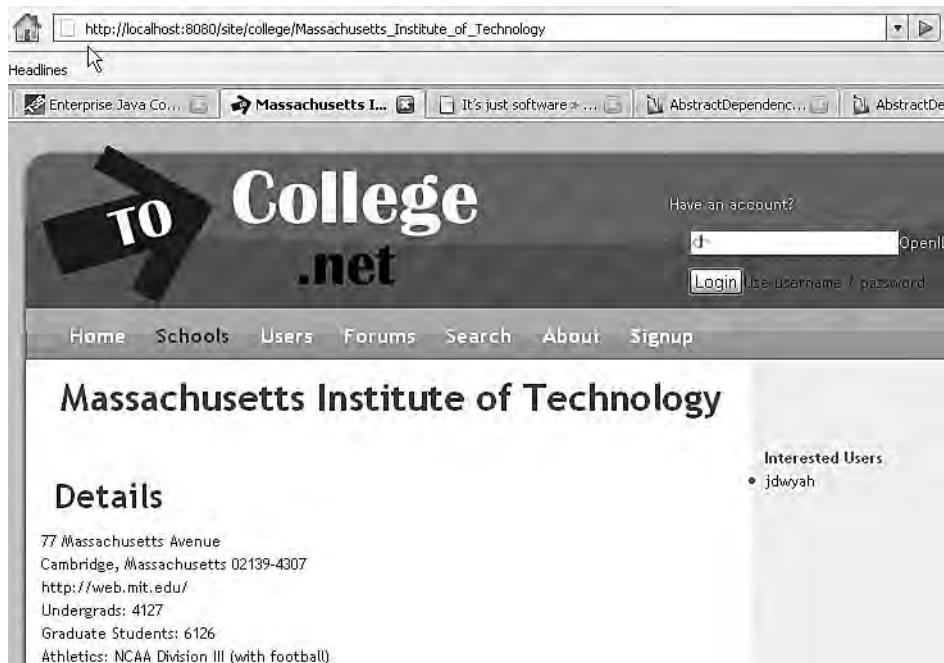 http://localhost:8080/site/college/Massachusetts_Institute_of_Technology
Headlines
Enterprise Java Co... Massachusetts I... It's just software » ... AbstractDependenc... AbstractDe
TO College
.net
Have an account?
OpenI
Login Use username / password
Home Schools Users Forums Search About Signup
Massachusetts Institute of Technology
Interested Users
• jdwyah
Details
77 Massachusetts Avenue
Cambridge, Massachusetts 02139-4307
http://web.mit.edu/
Undergrads: 4127
Graduate Students: 6126
Athletics: NCAA Division III (with football)